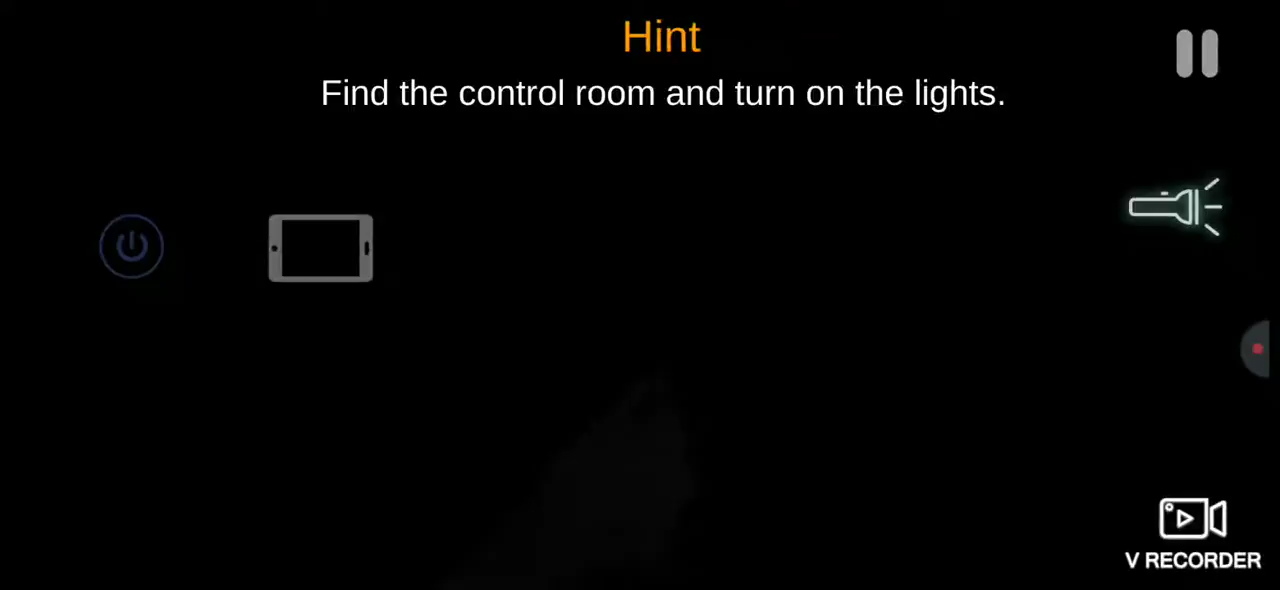 Hint
Find the control room and turn on the lights.
V RECORDER